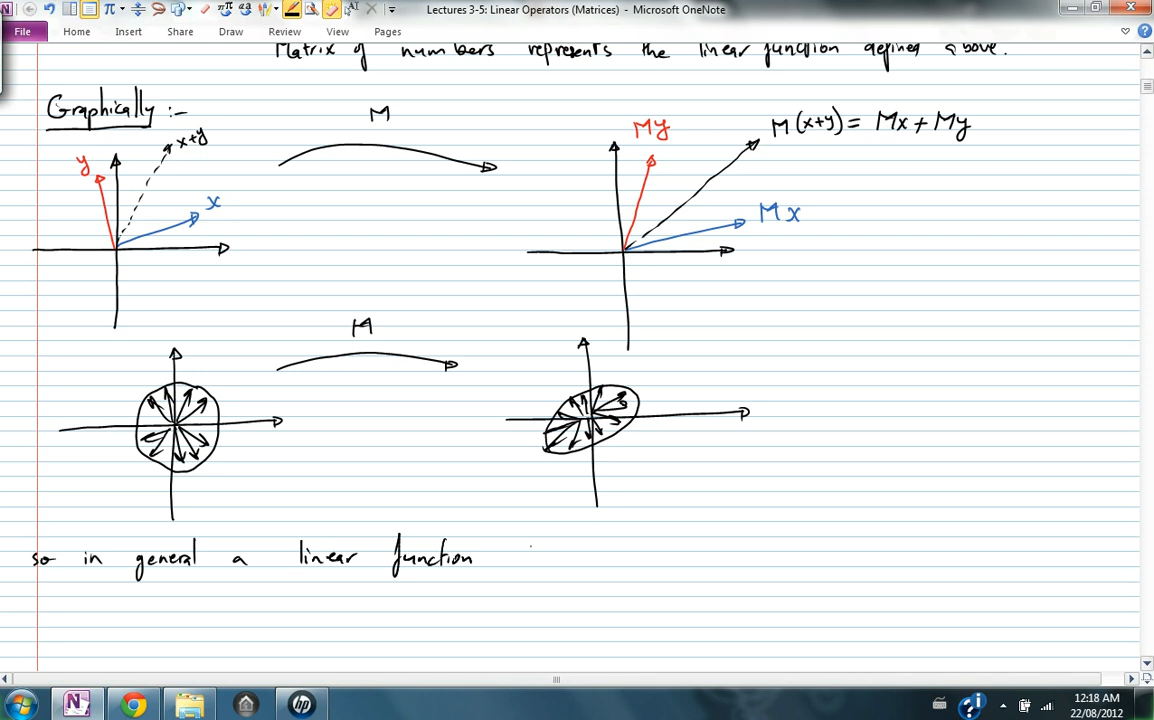 Lectures 3-5: Linear Operators (Matrices) - Microsoft OneNote
File Home Insert Share Draw Review View Pages
Matrix of numbers represents the linear function defined above.
Graphically :-
M
x+y
y
x
My
M(x+y) = Mx + My
Mx
M
so in general a linear function
12:18 AM
22/08/2012